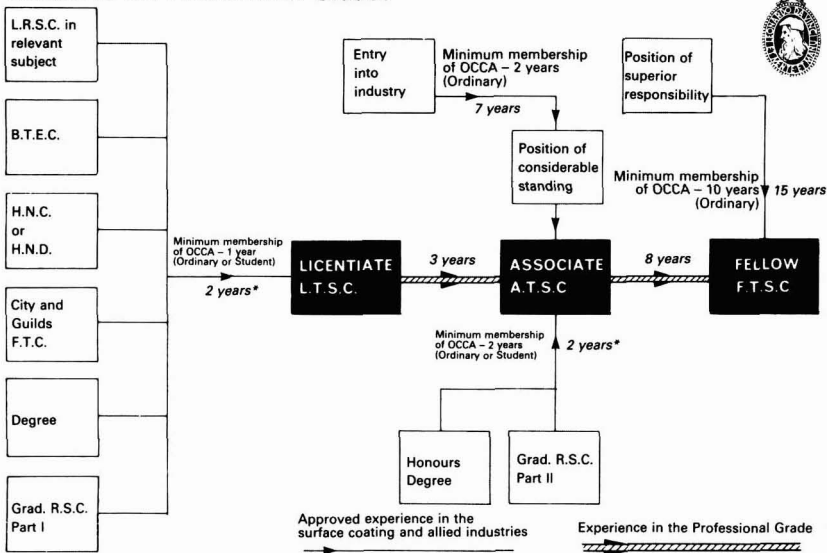 L.R.S.C. in
relevant
subject
B.T.E.C.
H.N.C.
or
H.N.D.
City and
Guilds
F.T.C.
Degree
Grad. R.S.C.
Part I
Minimum membership
of OCCA – 1 year
(Ordinary or Student)
2 years*
LICENTIATE
L.T.S.C.
3 years
Entry
into
industry
Minimum membership
of OCCA – 2 years
(Ordinary)
7 years
Position of
considerable
standing
ASSOCIATE
A.T.S.C
Minimum membership
of OCCA – 2 years
(Ordinary or Student)
2 years*
Honours
Degree
Grad. R.S.C.
Part II
8 years
Position of
superior
responsibility
Minimum membership
of OCCA – 10 years
(Ordinary)
15 years
FELLOW
F.T.S.C
Approved experience in the
surface coating and allied industries
Experience in the Professional Grade